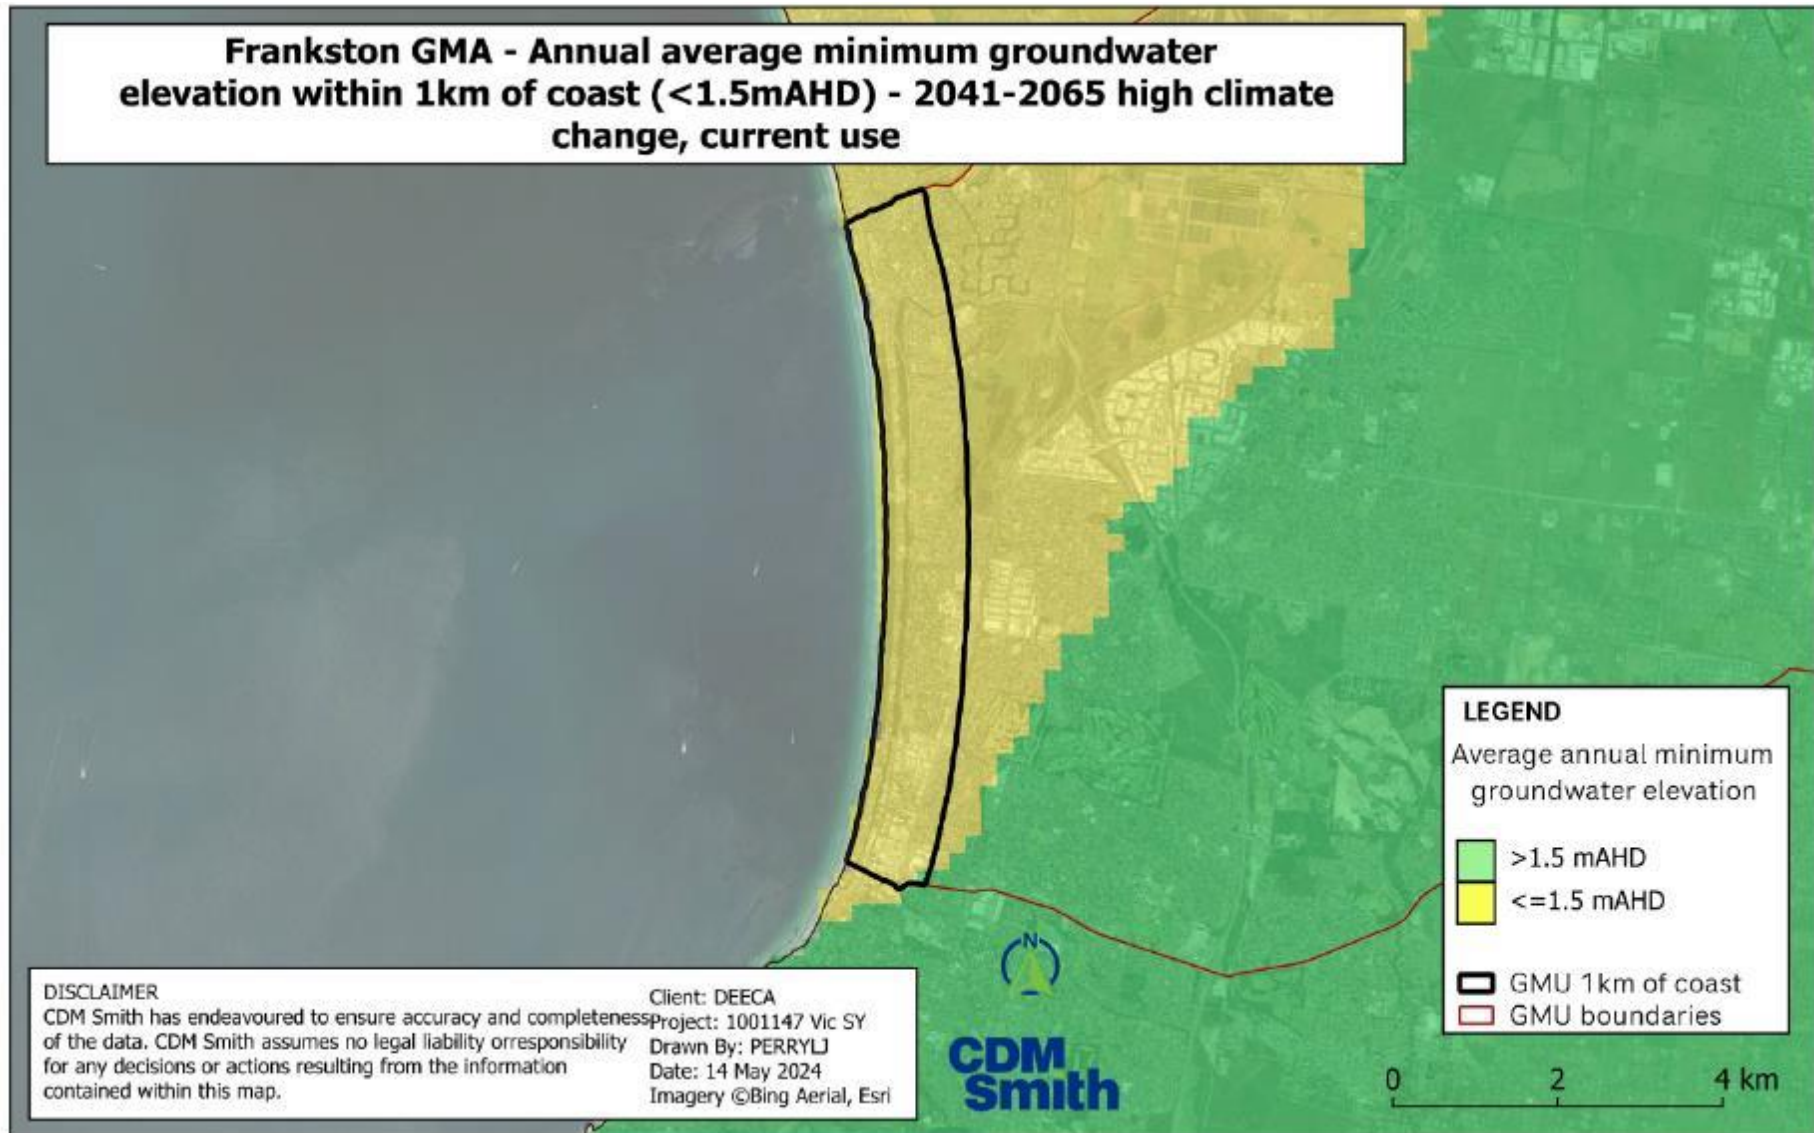 Frankston GMA - Annual average minimum groundwater
elevation within 1km of coast (<1.5mAHD) - 2041-2065 high climate
change, current use
LEGEND
Average annual minimum
groundwater elevation
>1.5 mAHD
<=1.5 mAHD
GMU 1km of coast
GMU boundaries
N
CDM
Smith
0 2 4 km
DISCLAIMER
CDM Smith has endeavoured to ensure accuracy and completeness
of the data. CDM Smith assumes no legal liability orresponsibility
for any decisions or actions resulting from the information
contained within this map.
Client: DEECA
Project: 1001147 Vic SY
Drawn By: PERRYLJ
Date: 14 May 2024
Imagery ©Bing Aerial, Esri